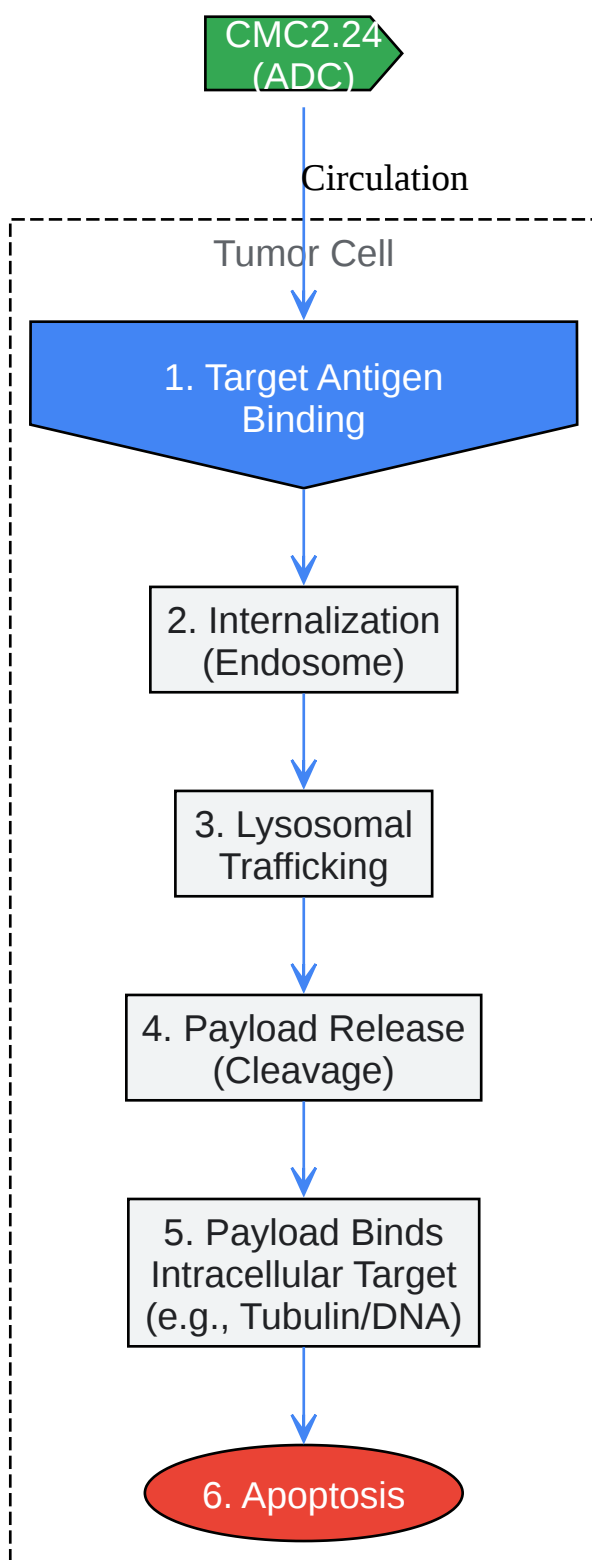 CMC2.24
(ADC)
Circulation
Tumor Cell
1. Target Antigen
Binding
2. Internalization
(Endosome)
3. Lysosomal
Trafficking
4. Payload Release
(Cleavage)
5. Payload Binds
Intracellular Target
(e.g., Tubulin/DNA)
6. Apoptosis